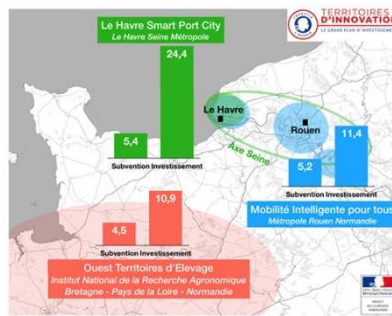 Le Havre Smart Port City
Le Havre Seine Métropole
TERRITOIRES
D'INNOVATION
LE GRAND PLAN D'INVESTISSEMENT
24,4
5,4
Subvention Investissement
Le Havre
Rouen
Axe Seine
11,4
5,2
Subvention Investissement
Mobilité Intelligente pour tous
Métropole Rouen Normandie
10,9
4,5
Subvention Investissement
Ouest Territoires d'Elevage
Institut National de la Recherche Agronomique
Bretagne - Pays de la Loire - Normandie